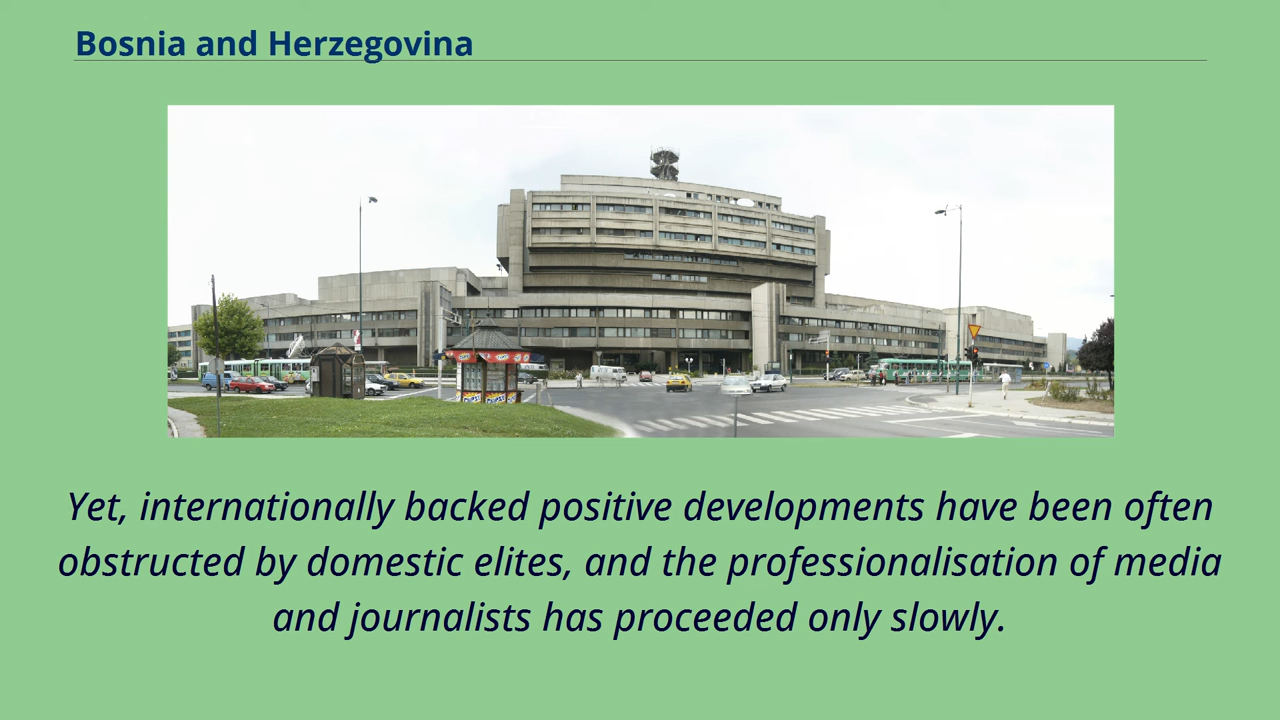 Bosnia and Herzegovina
Yet, internationally backed positive developments have been often
obstructed by domestic elites, and the professionalisation of media
and journalists has proceeded only slowly.